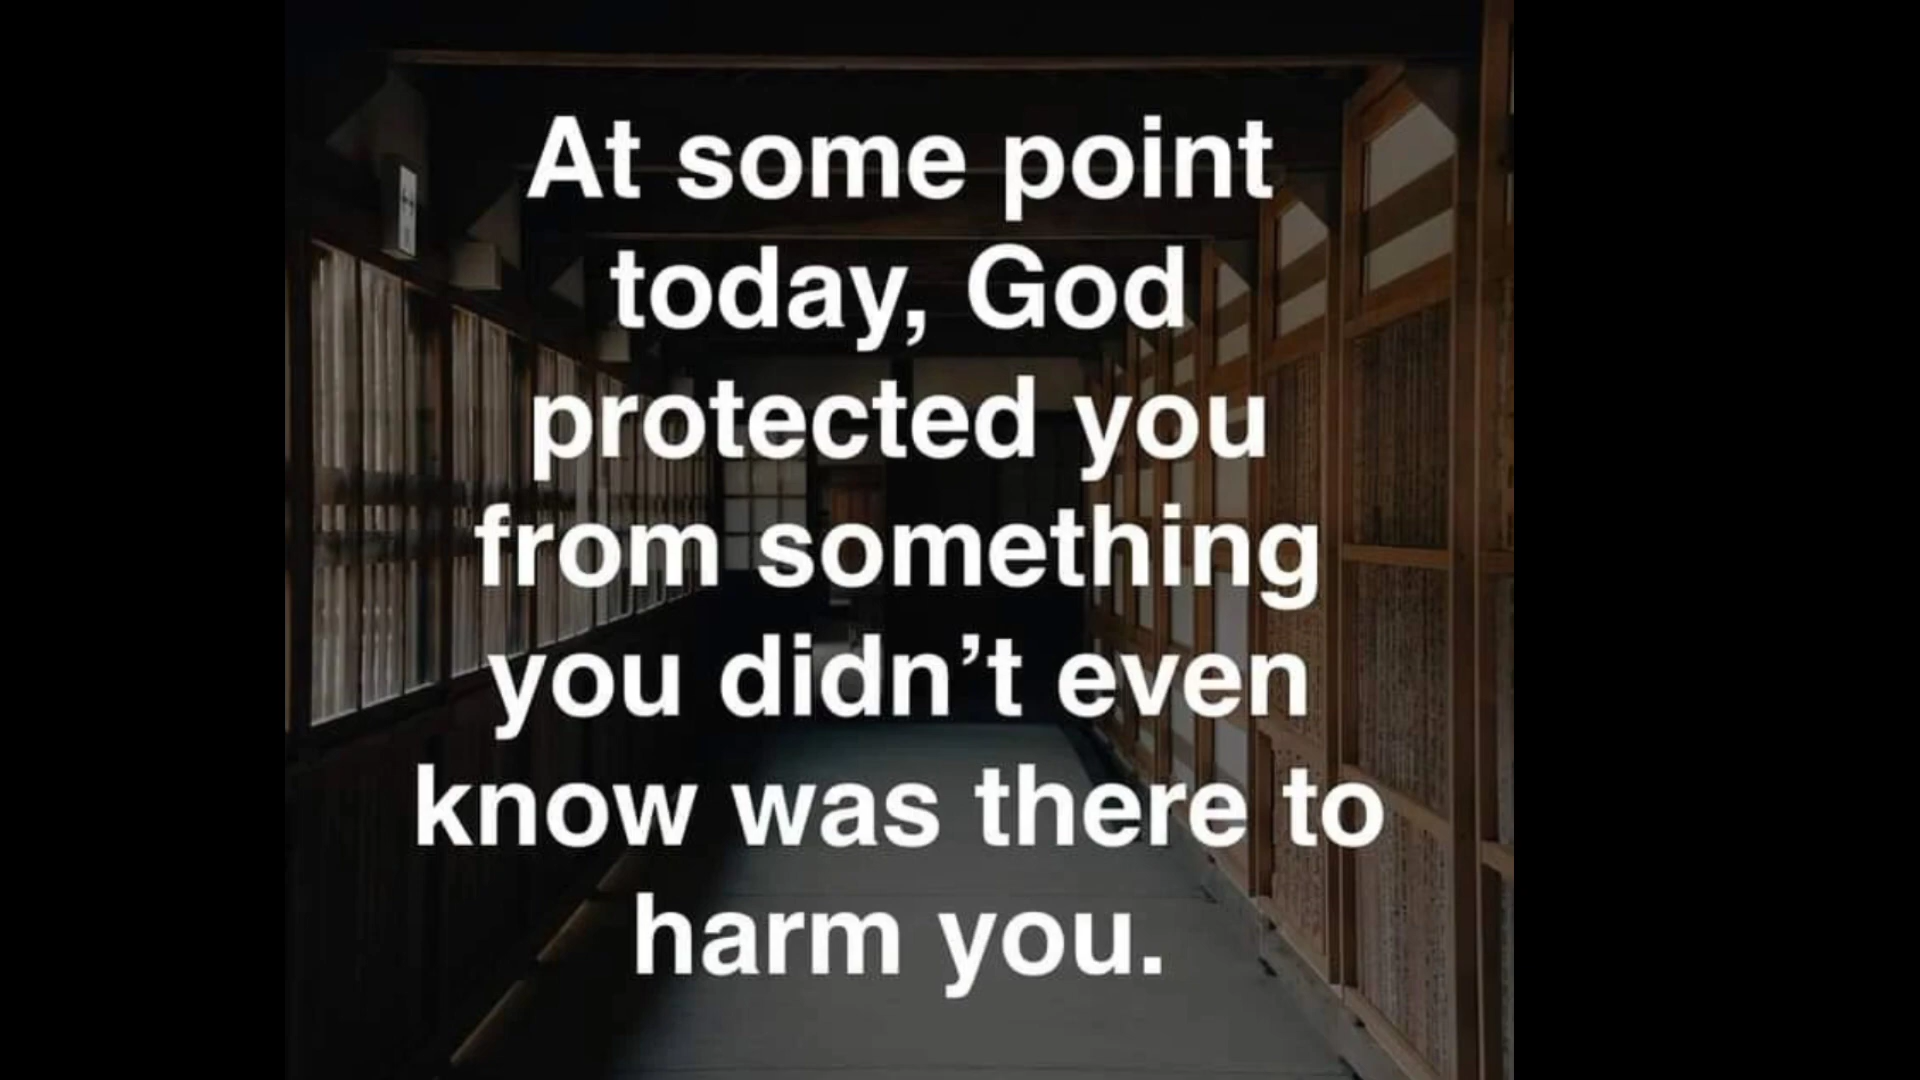 At some point
today, God
protected you
from something
you didn’t even
know was there to
harm you.